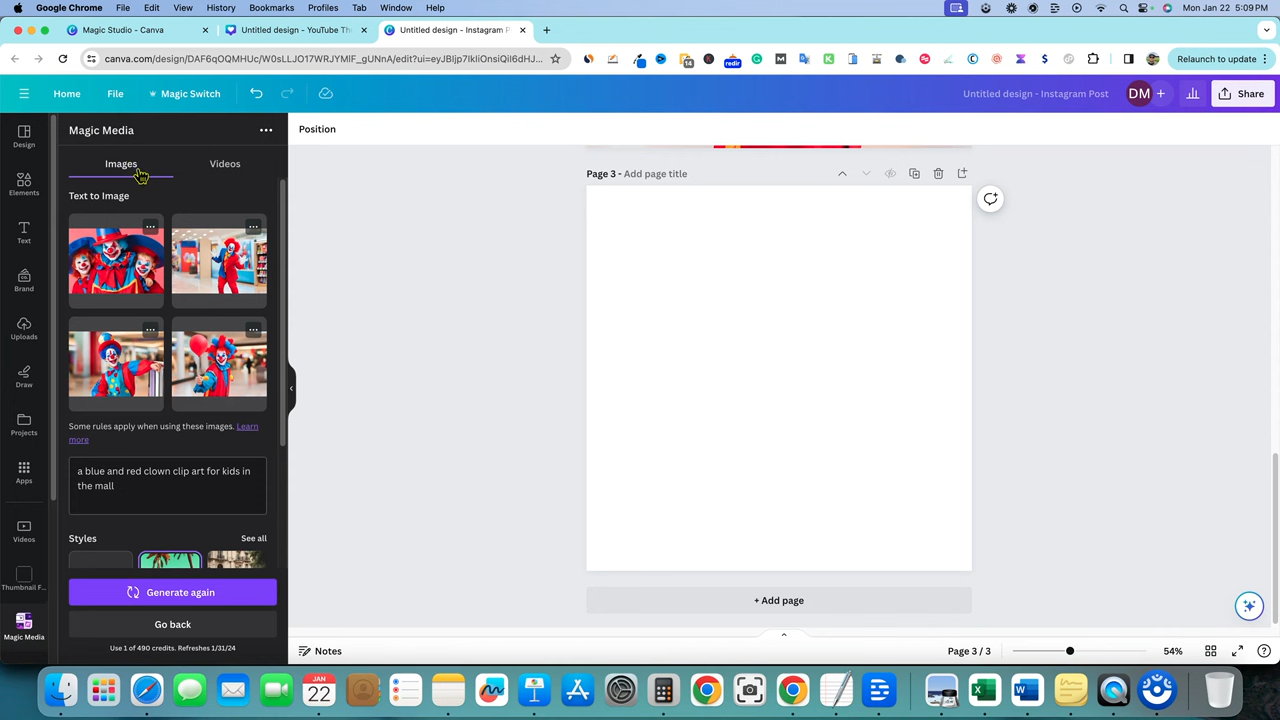 Google Chrome File Edit View History Bookmarks Profiles Tab Window Help Mon Jan 22 5:09 PM
Magic Studio - Canva Untitled design - YouTube Th Untitled design - Instagram P
canva.com/design/DAF6qOQMHUc/W0sLLJO17WRJYMlF_gUNnA/edit?ui=eyJBIjp7IkIiOnsiQiI6dHJ... Relaunch to update
Home File Magic Switch Untitled design - Instagram Post DM Share
Magic Media Position
Design
Images Videos
Page 3 - Add page title
Elements
Text to Image
Text
Brand
Uploads
Draw
Projects
Some rules apply when using these images. Learn
more
a blue and red clown clip art for kids in
the mall
Apps
Videos
Styles See all
Thumbnail F...
Generate again
+ Add page
Magic Media
Go back
Use 1 of 490 credits. Refreshes 1/31/24
Notes Page 3 / 3 54%
JAN
22